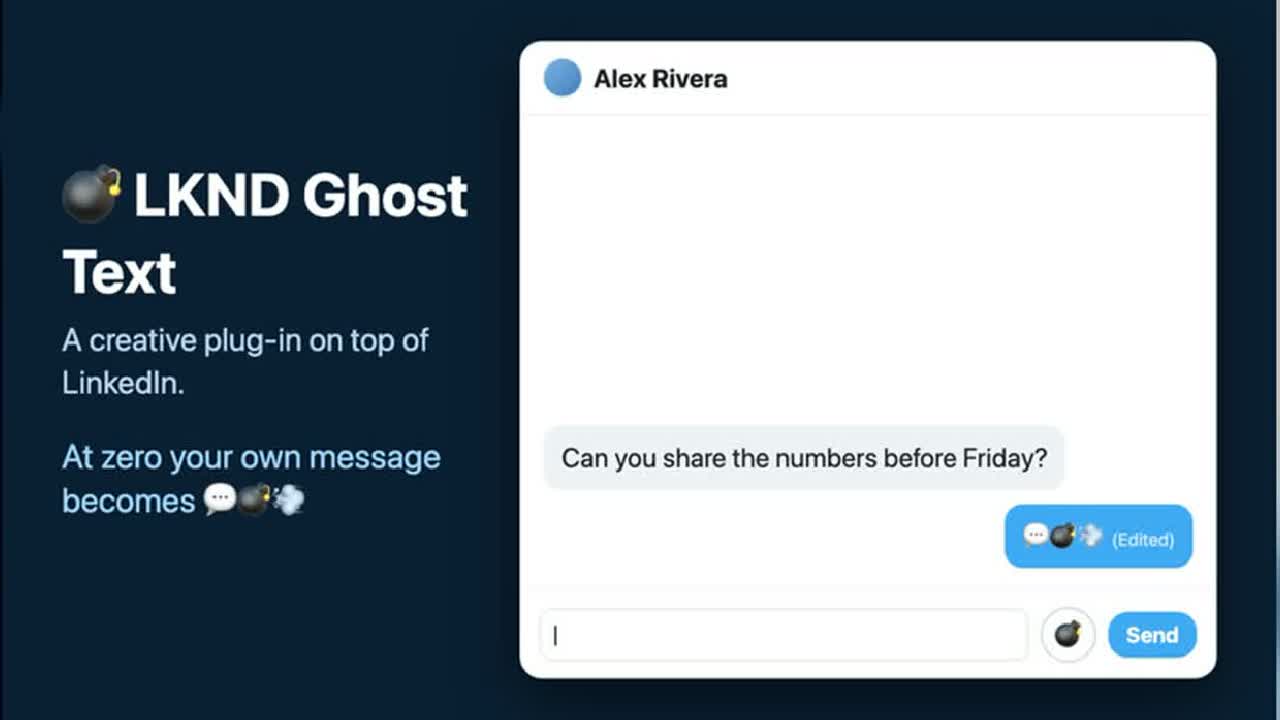 💣 LKND Ghost
Text
A creative plug-in on top of
LinkedIn.
At zero your own message
becomes 💬💣💨
Alex Rivera
Can you share the numbers before Friday?
💬💣💨 (Edited)
Send